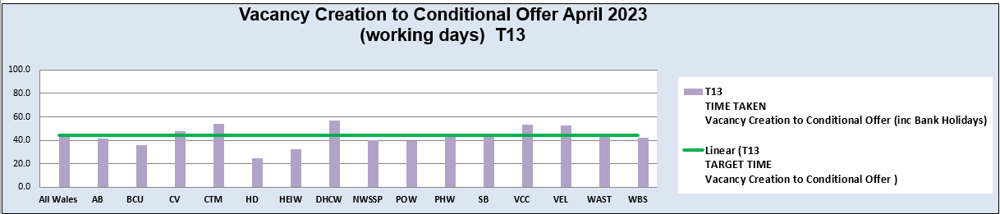 Vacancy Creation to Conditional Offer April 2023
(working days)  T13
100.0
80.0
60.0
40.0
20.0
0.0
All Wales AB BCU CV CTM HD HEIW DHCW NWSSP POW PHW SB VCC VEL WAST WBS
T13
TIME TAKEN
Vacancy Creation to Conditional Offer (inc Bank Holidays)
Linear (T13
TARGET TIME
Vacancy Creation to Conditional Offer )